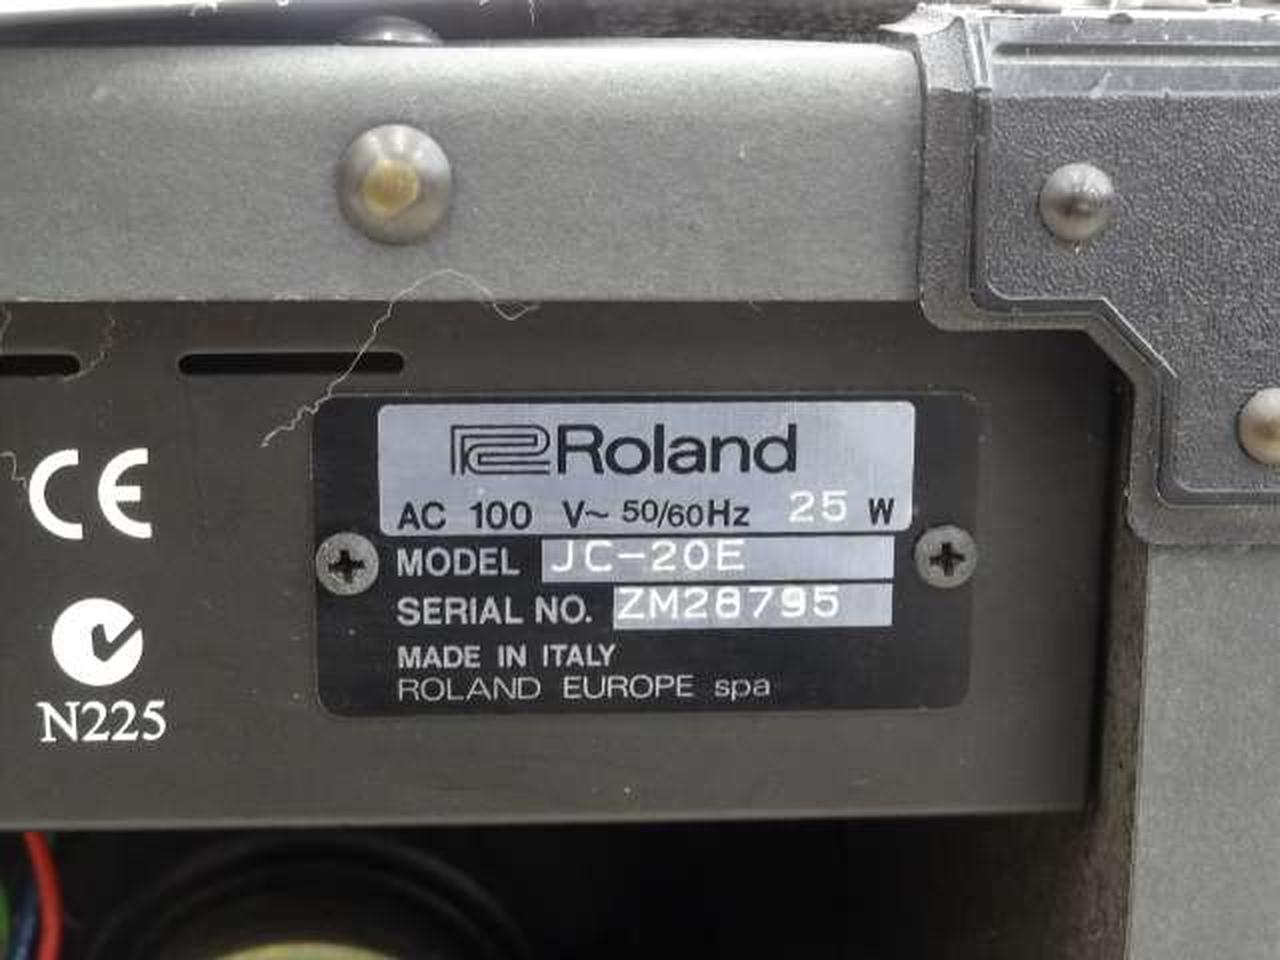 Roland
AC 100 V~ 50/60Hz 25 W
MODEL JC-20E
SERIAL NO. ZM28795
MADE IN ITALY
ROLAND EUROPE spa
CE
N225